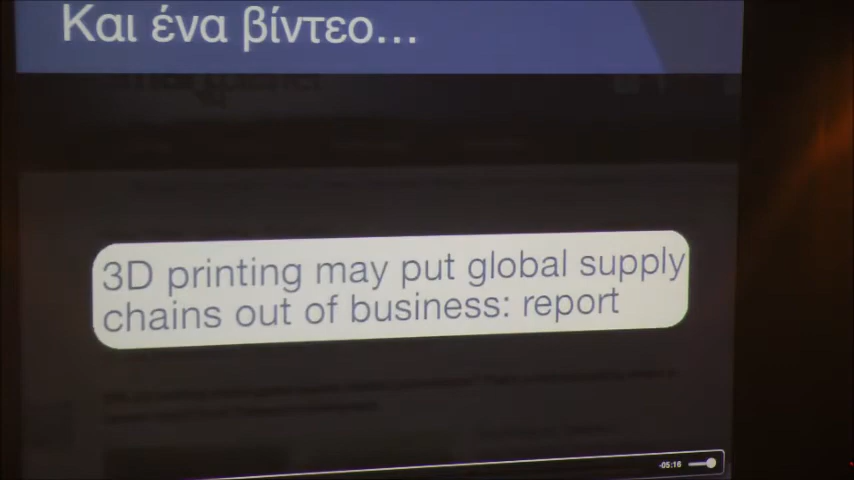 Και ένα βίντεο...
3D printing may put global supply
chains out of business: report
-05:16